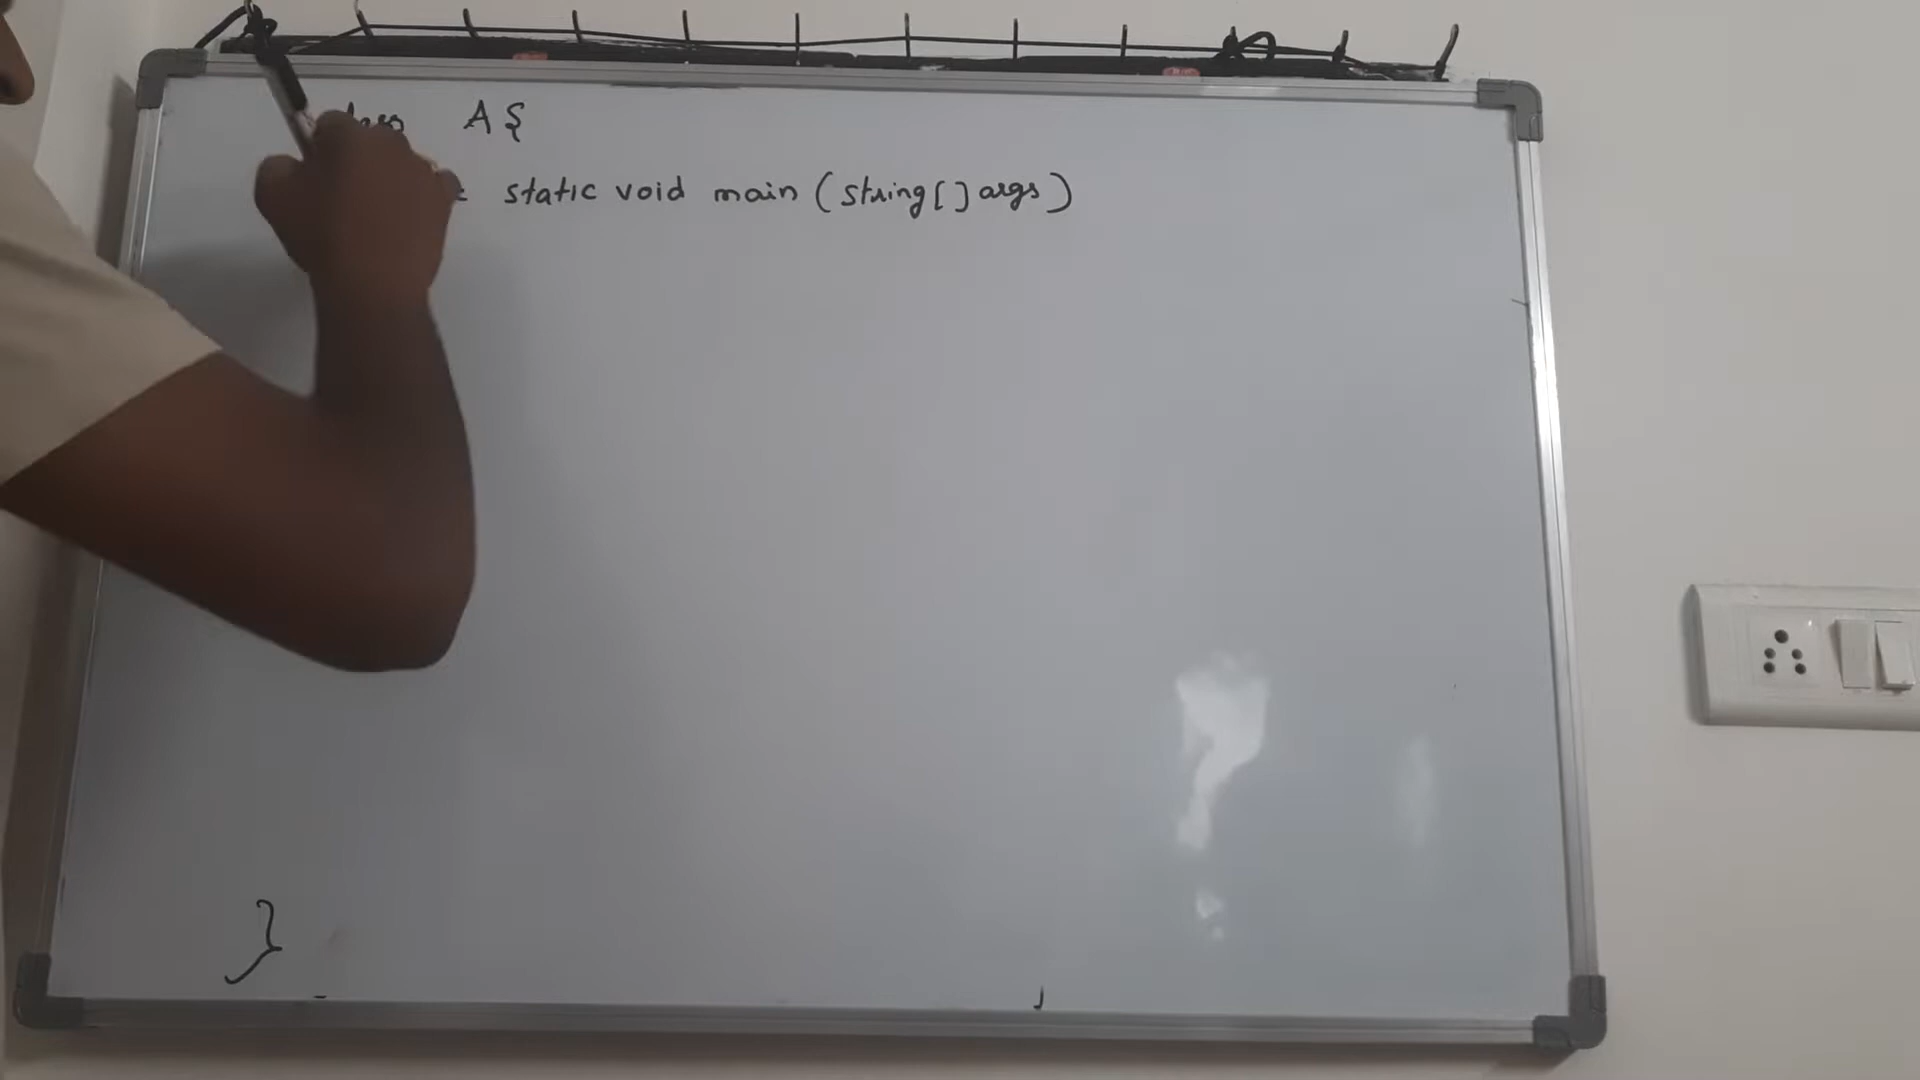 A {
static void main (string[] args)
}